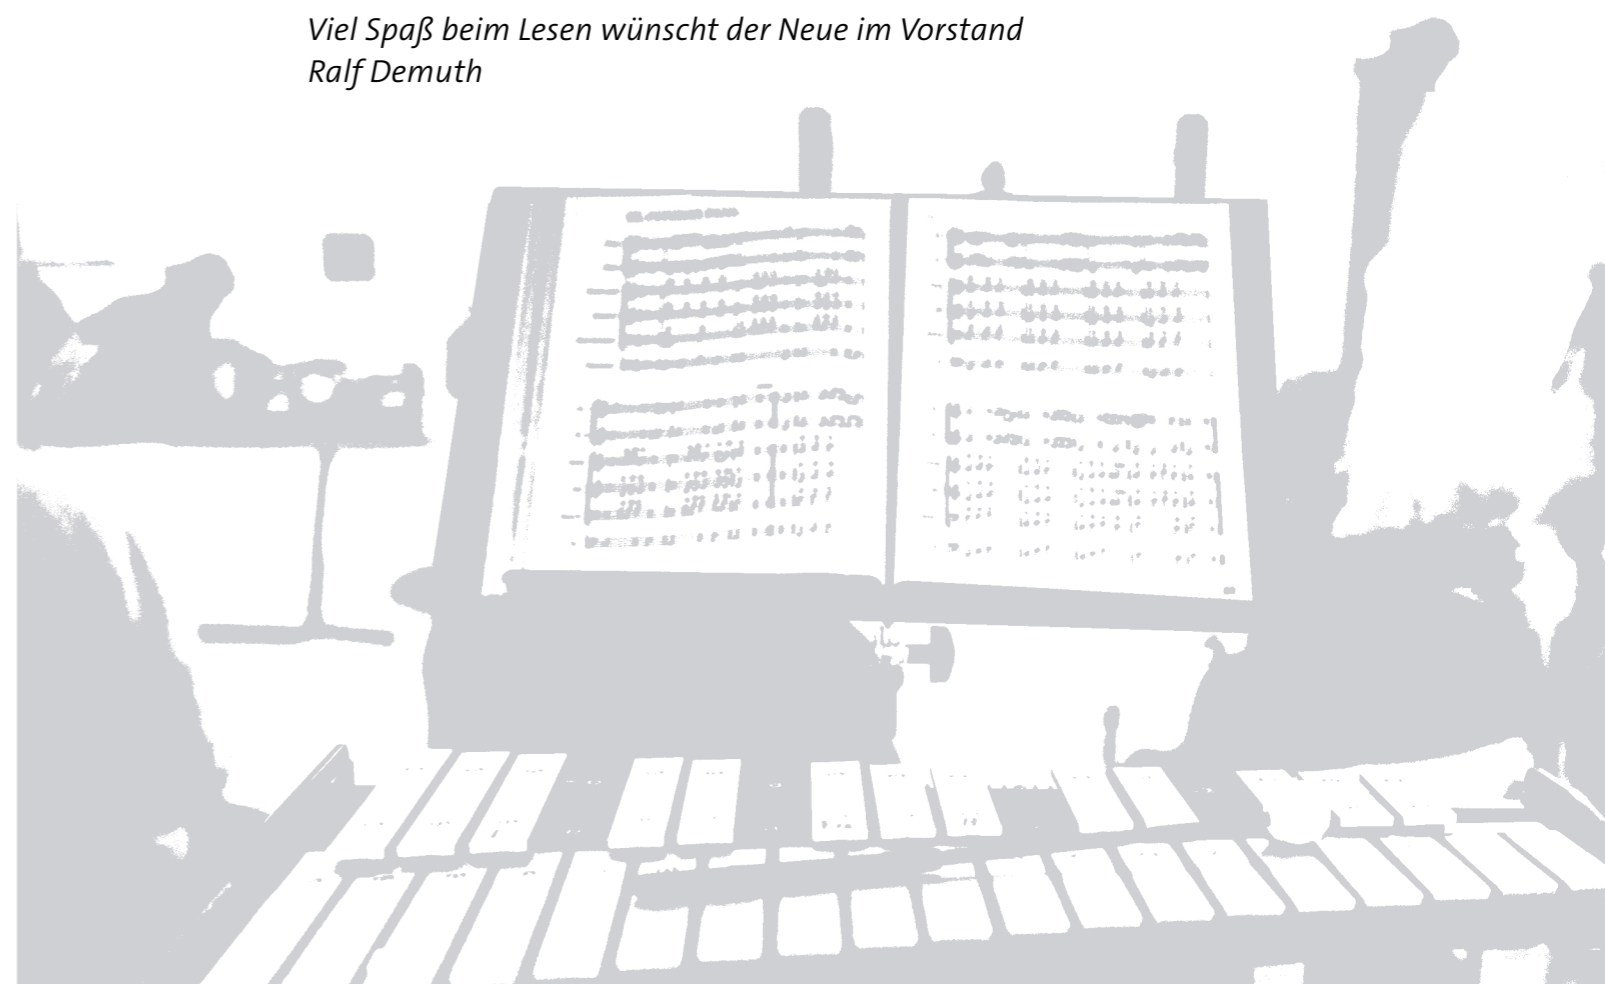 Viel Spaß beim Lesen wünscht der Neue im Vorstand
Ralf Demuth